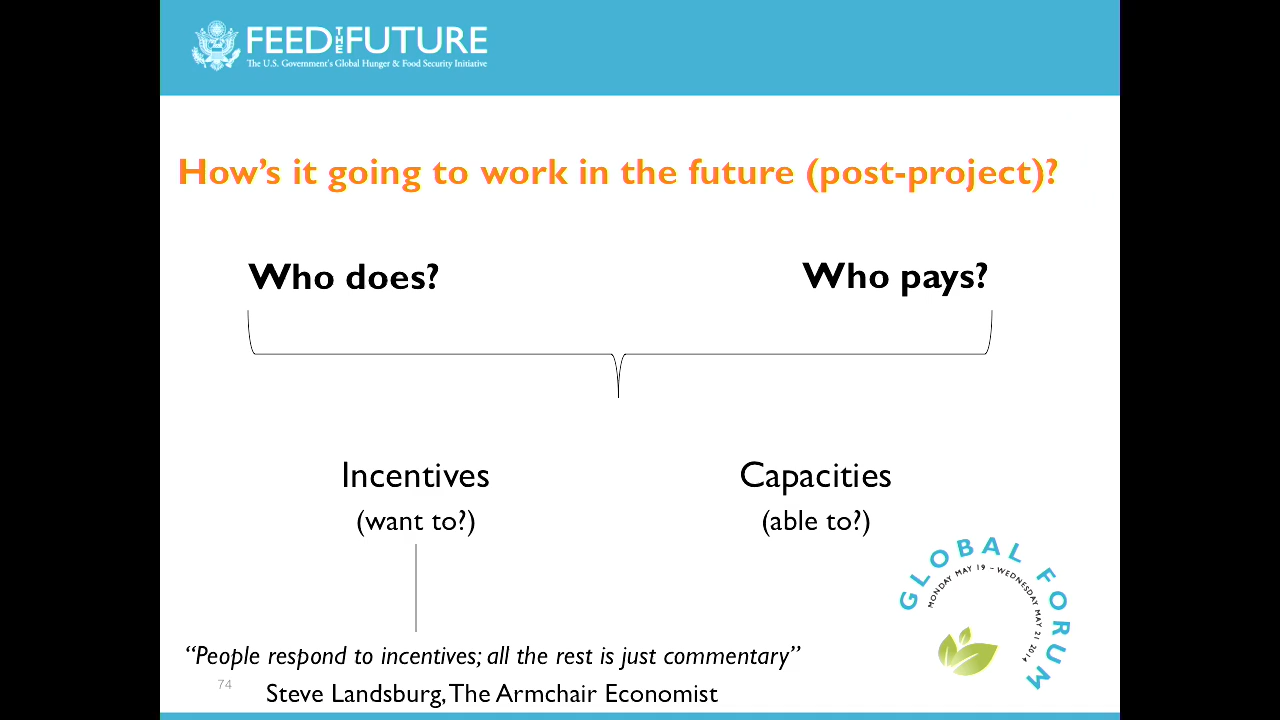 FEED THE FUTURE
The U.S. Government's Global Hunger & Food Security Initiative
How's it going to work in the future (post-project)?
Who does?
Who pays?
Incentives
(want to?)
Capacities
(able to?)
GLOBAL FORUM
MONDAY MAY 19 – WEDNESDAY MAY 21 2014
“People respond to incentives; all the rest is just commentary”
74
Steve Landsburg, The Armchair Economist